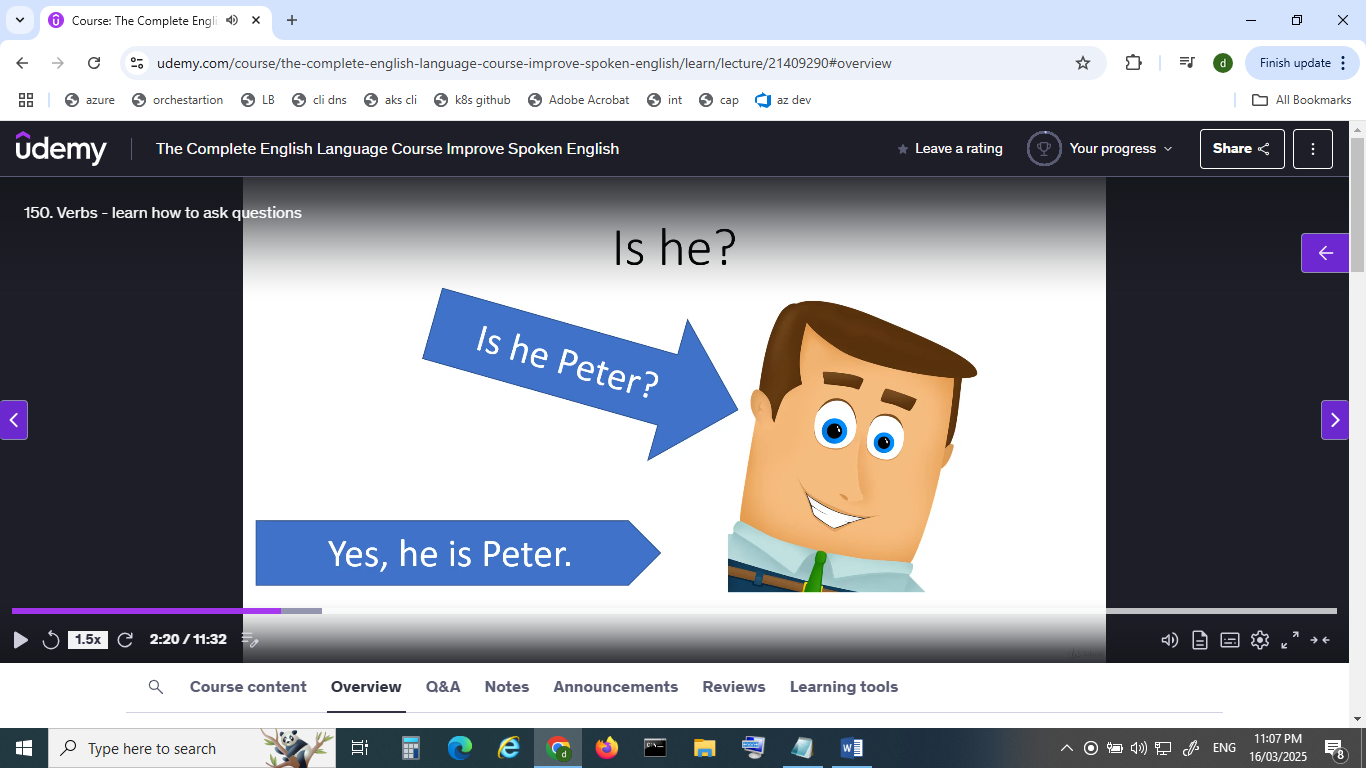 Course: The Complete Engli
udemy.com/course/the-complete-english-language-course-improve-spoken-english/learn/lecture/21409290#overview
d
Finish update
azure
orchestartion
LB
cli dns
aks cli
k8s github
Adobe Acrobat
int
cap
az dev
All Bookmarks
udemy
The Complete English Language Course Improve Spoken English
Leave a rating
Your progress
Share
150. Verbs - learn how to ask questions
Is he?
Is he Peter?
Yes, he is Peter.
1.5x
2:20 / 11:32
Course content
Overview
Q&A
Notes
Announcements
Reviews
Learning tools
Type here to search
ENG
11:07 PM
16/03/2025
8